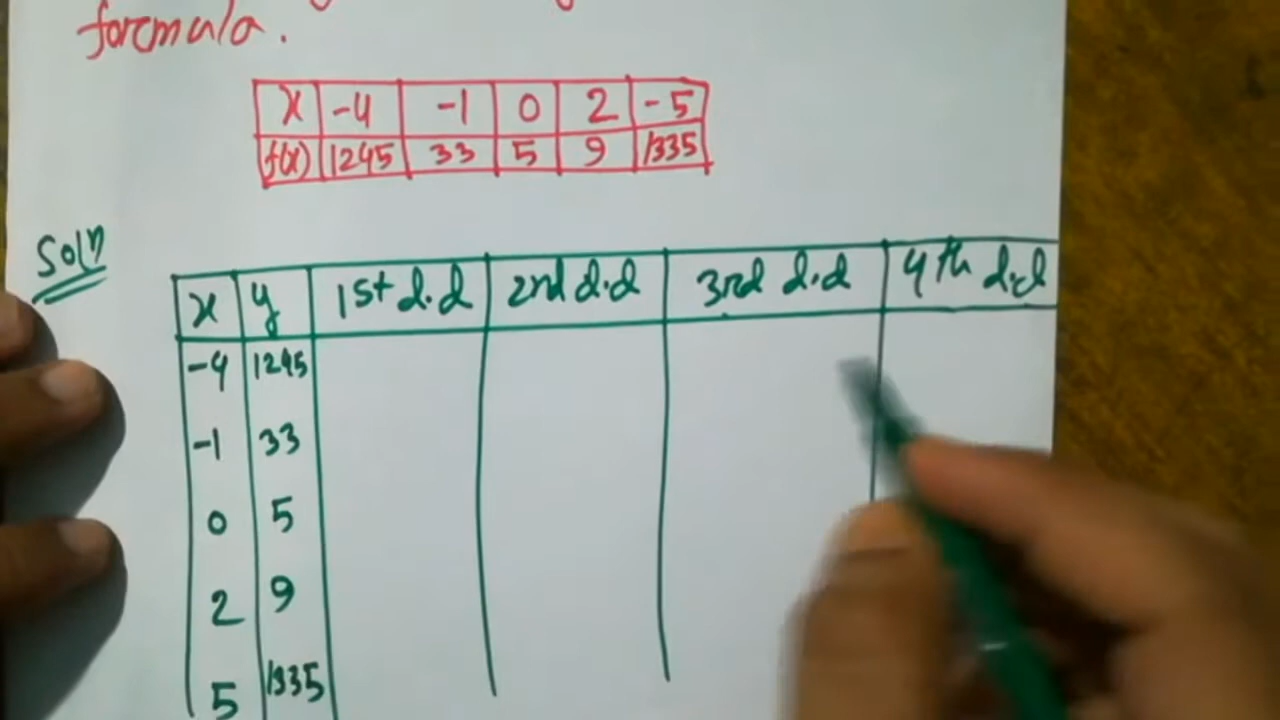 formula.
x -4 -1 0 2 -5
f(x) 1245 33 5 9 1335
Soln
x y 1st d.d 2nd d.d 3rd d.d 4th d.d
-4 1245
-1 33
0 5
2 9
5 1335